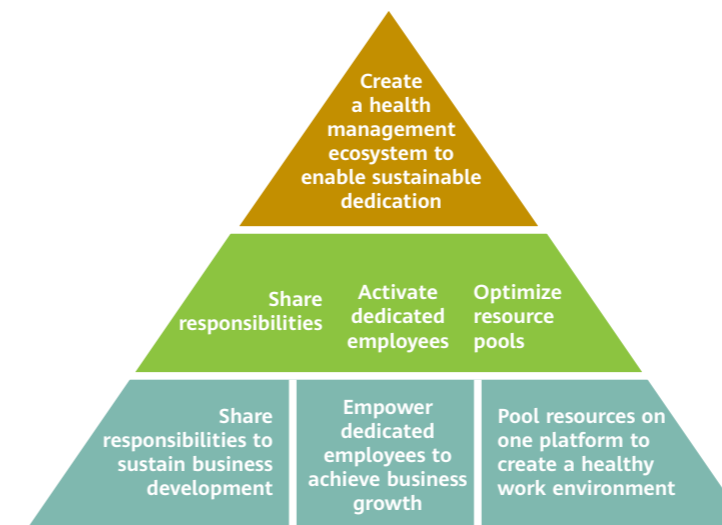 Create
a health
management
ecosystem to
enable sustainable
dedication
Share
responsibilities
Activate
dedicated
employees
Optimize
resource
pools
Share
responsibilities to
sustain business
development
Empower
dedicated
employees to
achieve business
growth
Pool resources on
one platform to
create a healthy
work environment